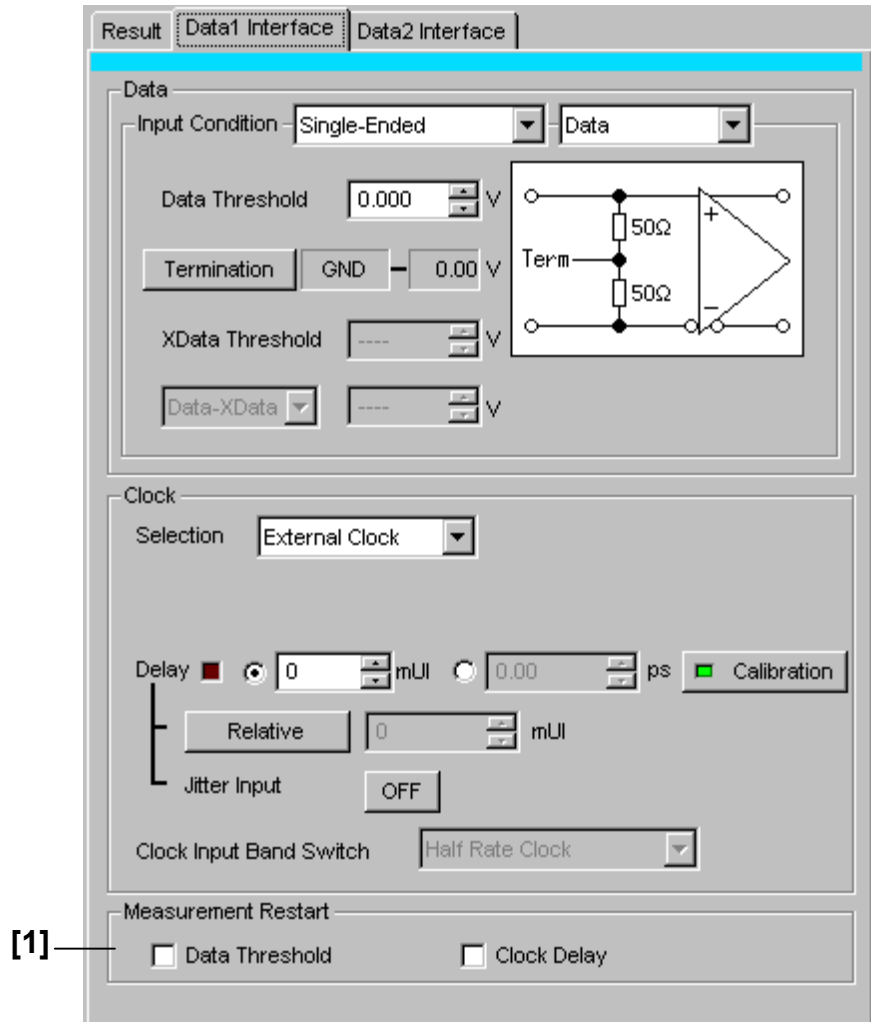 Result Data1 Interface Data2 Interface
Data
Input Condition Single-Ended Data
Data Threshold 0.000 V
Termination GND 0.00 V
XData Threshold ---- V
Data-XData ---- V
+
50Ω
Term
50Ω
−
Clock
Selection External Clock
Delay 0 mUI 0.00 ps Calibration
Relative 0 mUI
Jitter Input OFF
Clock Input Band Switch Half Rate Clock
Measurement Restart
[1]
Data Threshold Clock Delay